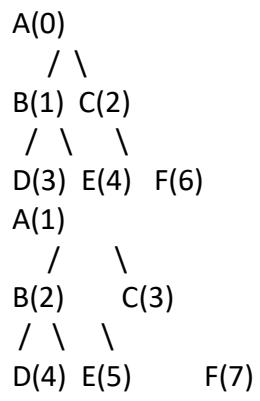 A(0)
/ \
B(1) C(2)
/ \ \
D(3) E(4) F(6)
A(1)
/ \
B(2) C(3)
/ \ \
D(4) E(5) F(7)